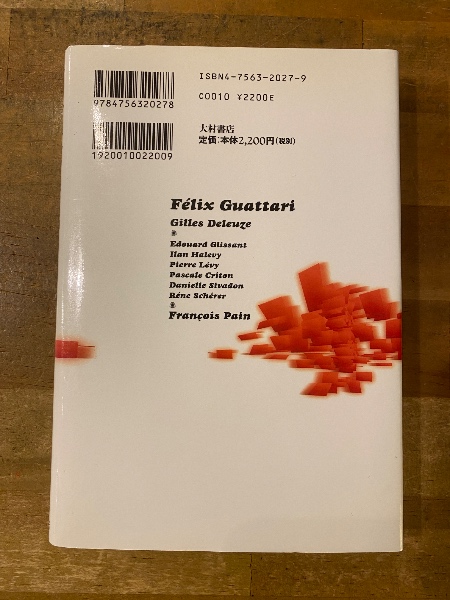 ISBN4-7563-2027-9
9784756320278
C0010 ¥2200E
大村書店
定価:本体2,200円(税別)
1920010022009
Félix Guattari
Gilles Deleuze
Edouard Glissant
Ilan Halevy
Pierre Lévy
Pascale Criton
Danielle Sivadon
Réne Schérer
François Pain